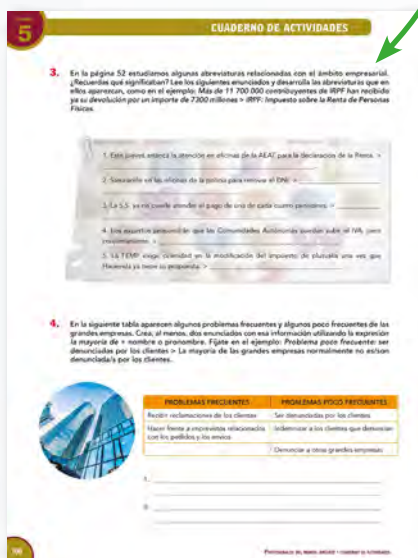 5
CUADERNO DE ACTIVIDADES
3. En la página 52 estudiamos algunas abreviaturas relacionadas con el ámbito empresarial.
¿Recuerdas qué significaban? Lee los siguientes enunciados y desarrolla las abreviaturas que en
ellos aparecen, como en el ejemplo: Más de 11 700 000 contribuyentes de IRPF han recibido
ya su devolución por un importe de 7300 millones > IRPF: Impuesto sobre la Renta de Personas
Físicas.
1. Este jueves arranca la atención en oficinas de la AEAT para la declaración de la Renta. >
2. Saturación en las oficinas de la policía para renovar el DNI. >
3. La S.S. ya no puede atender el pago de una de cada cuatro pensiones. >
4. Los expertos que las Comunidades Autónomas puedan subir el IVA, pero
>
5. La FEMP exige celeridad en la modificación del impuesto de plusvalía una vez que
Hacienda ya tiene su propuesta. >
4. En la siguiente tabla aparecen algunos problemas frecuentes y algunos poco frecuentes de las
grandes empresas. Crea, al menos, dos enunciados con esa información utilizando la expresión
la mayoría de + nombre o pronombre. Fíjate en el ejemplo: Problema poco frecuente: ser
denunciadas por los clientes > La mayoría de las grandes empresas normalmente no es/son
denunciada/s por los clientes.
PROBLEMAS FRECUENTES PROBLEMAS POCO FRECUENTES
Recibir reclamaciones de los clientes Ser denunciadas por los clientes
Hacer frente a imprevistos relacionados Indemnizar a los clientes que denuncian
con los pedidos y los envíos
Denunciar a otras grandes empresas